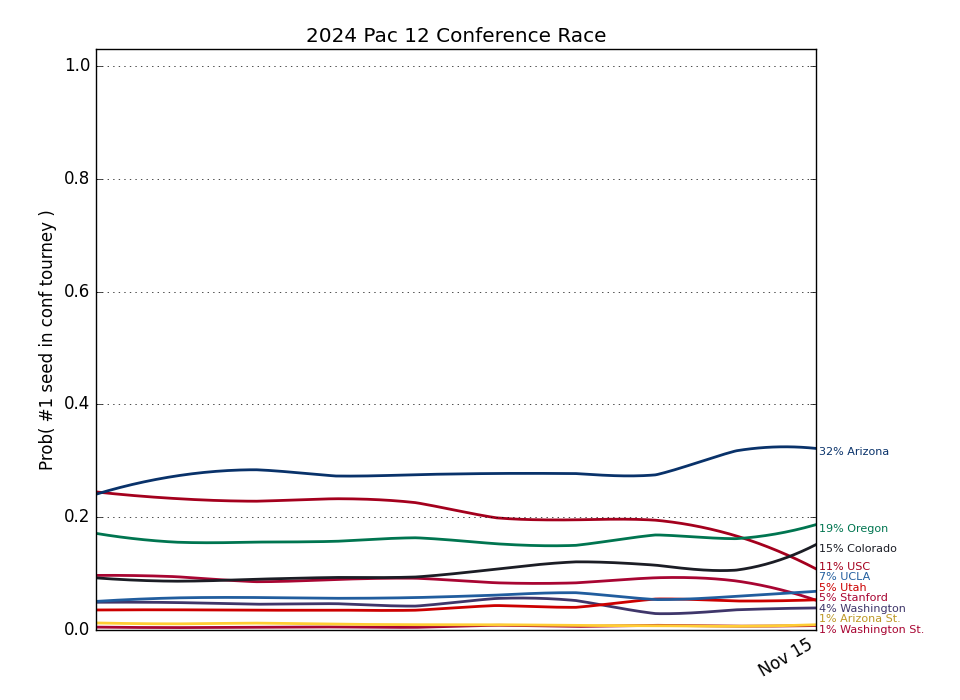 2024 Pac 12 Conference Race
Prob( #1 seed in conf tourney )
1.0
0.8
0.6
0.4
0.2
0.0
32% Arizona
19% Oregon
15% Colorado
11% USC
7% UCLA
5% Utah
5% Stanford
4% Washington
1% Arizona St.
1% Washington St.
Nov 15